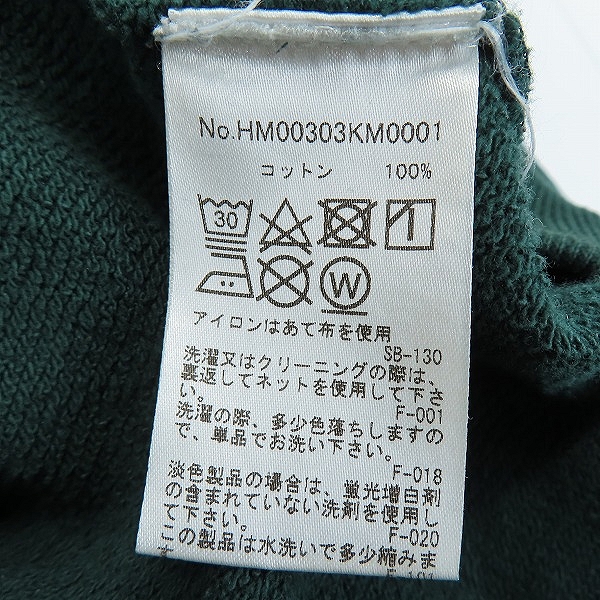 No.HM00303KM0001
コットン 100%
30
W
アイロンはあて布を使用
SB-130
洗濯又はクリーニングの際は、
裏返してネットを使用して下さ
い。 F-001
洗濯の際、多少色落ちしますの
で、単品でお洗い下さい。
F-018
淡色製品の場合は、蛍光増白剤
の含まれていない洗剤を使用し
て下さい。 F-020
この製品は水洗いで多少縮みま
す